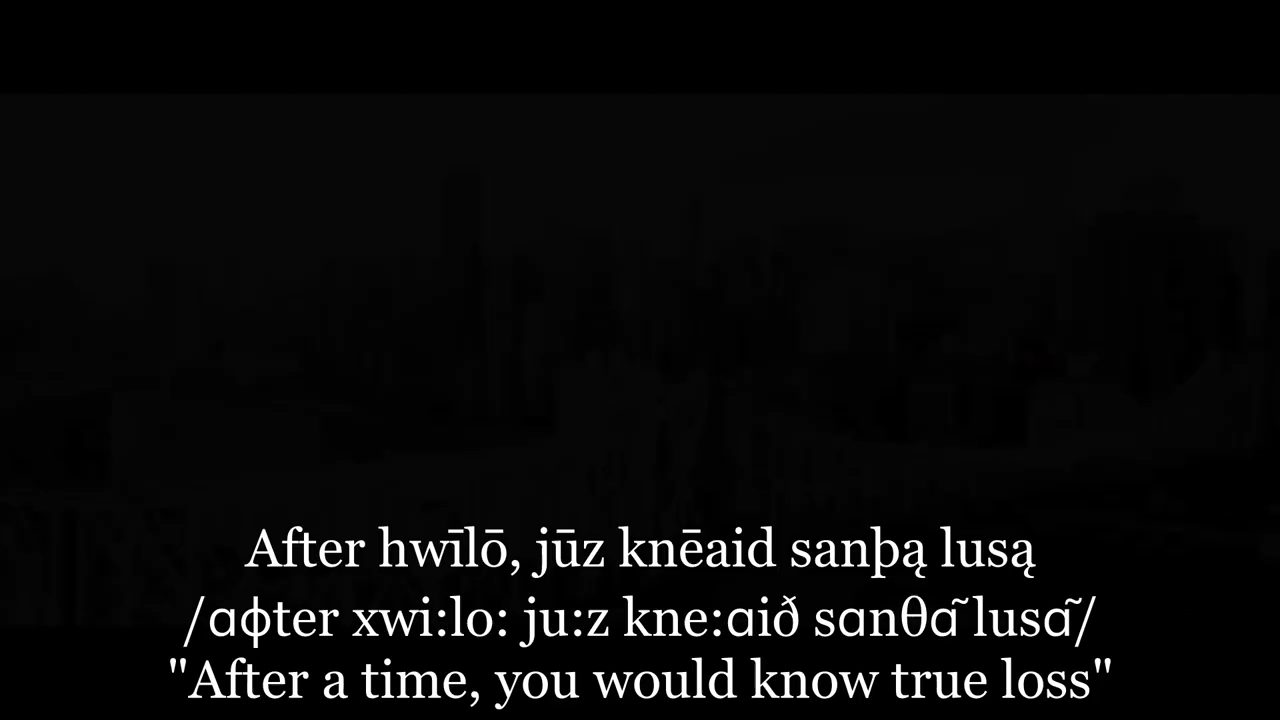 After hwīlō, jūz knēaid sanþą lusą
/ɑɸter xwi:lo: ju:z kne:ɑið sɑnθɑ̃ lusɑ̃/
"After a time, you would know true loss"